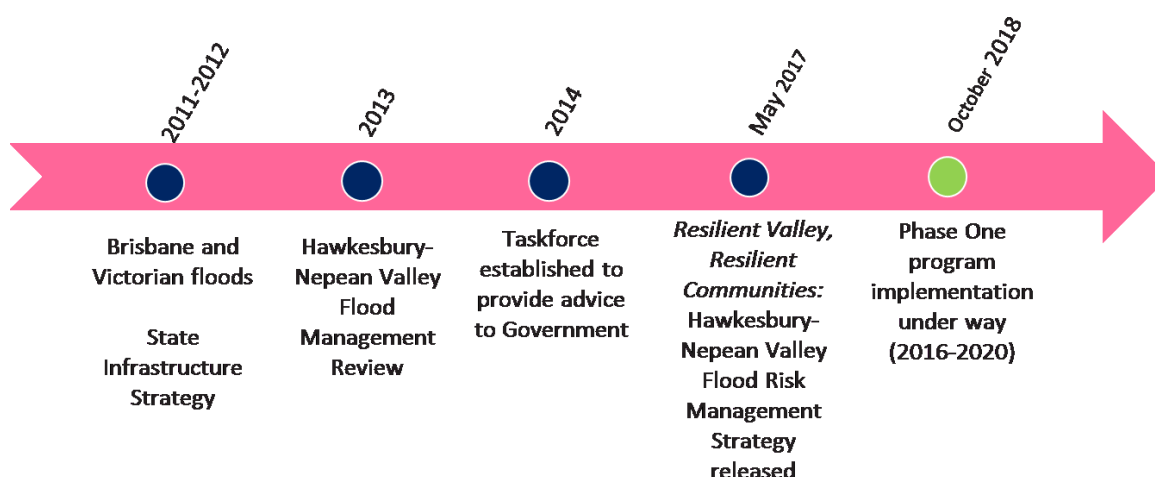 2011-2012
Brisbane and
Victorian floods
State
Infrastructure
Strategy
2013
Hawkesbury-
Nepean Valley
Flood
Management
Review
2014
Taskforce
established to
provide advice
to Government
May 2017
Resilient Valley,
Resilient
Communities:
Hawkesbury-
Nepean Valley
Flood Risk
Management
Strategy
released
October 2018
Phase One
program
implementation
under way
(2016-2020)